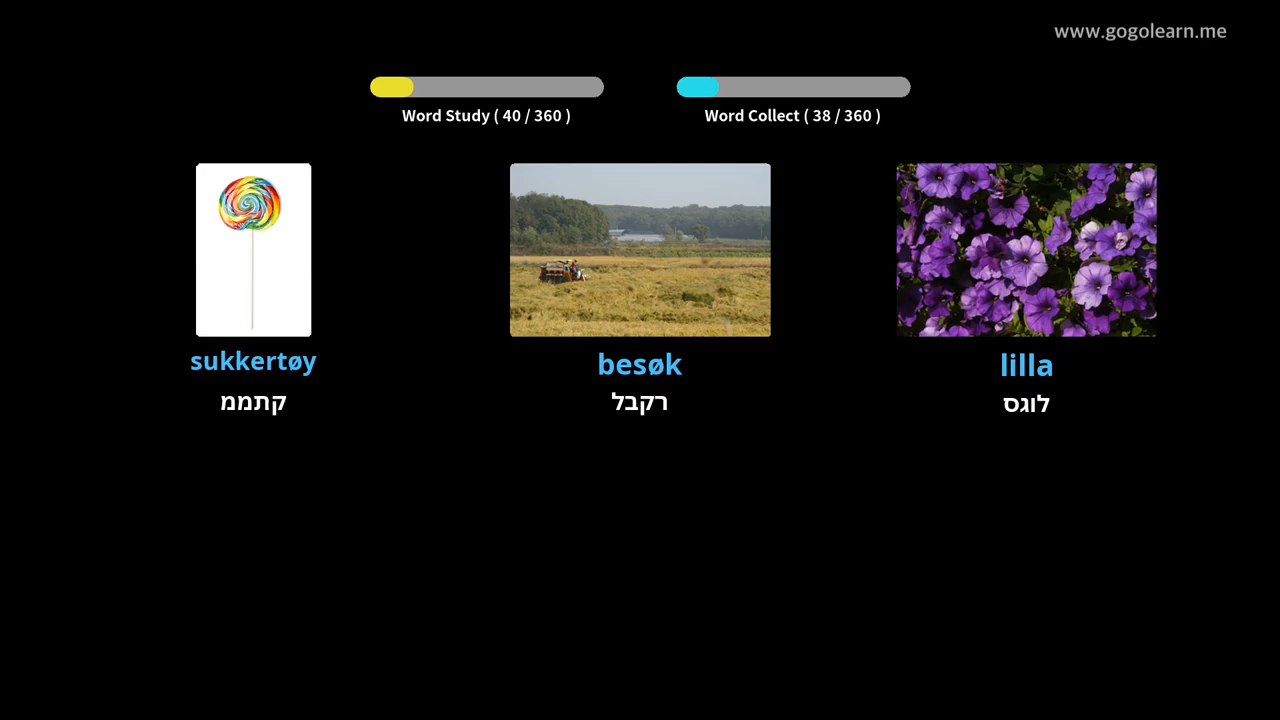 www.gogolearn.me
Word Study ( 40 / 360 )
Word Collect ( 38 / 360 )
sukkertøy
קתממ
besøk
רקבל
lilla
לוגס